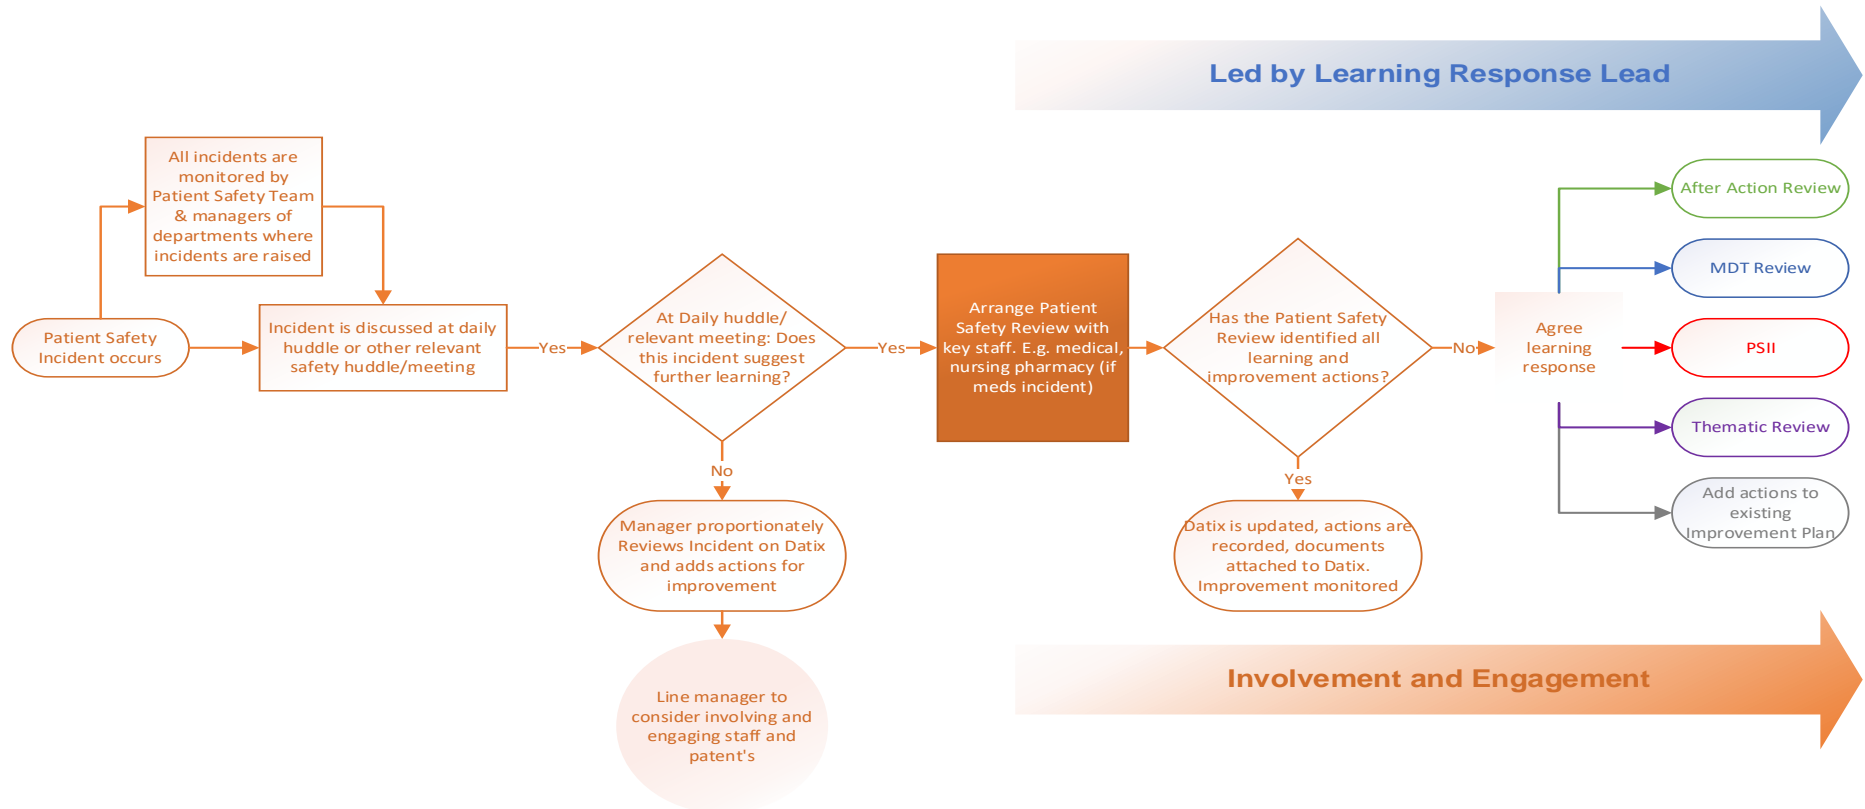 Led by Learning Response Lead
All incidents are
monitored by
Patient Safety Team
& managers of
departments where
incidents are raised
Patient Safety
Incident occurs
Incident is discussed at daily
huddle or other relevant
safety huddle/meeting
Yes
At Daily huddle/
relevant meeting: Does
this incident suggest
further learning?
Yes
No
Manager proportionately
Reviews Incident on Datix
and adds actions for
improvement
Line manager to
consider involving and
engaging staff and
patent's
Arrange Patient
Safety Review with
key staff. E.g. medical,
nursing pharmacy (if
meds incident)
Has the Patient Safety
Review identified all
learning and
improvement actions?
No
Yes
Datix is updated, actions are
recorded, documents
attached to Datix.
Improvement monitored
Agree
learning
response
After Action Review
MDT Review
PSII
Thematic Review
Add actions to
existing
Improvement Plan
Involvement and Engagement